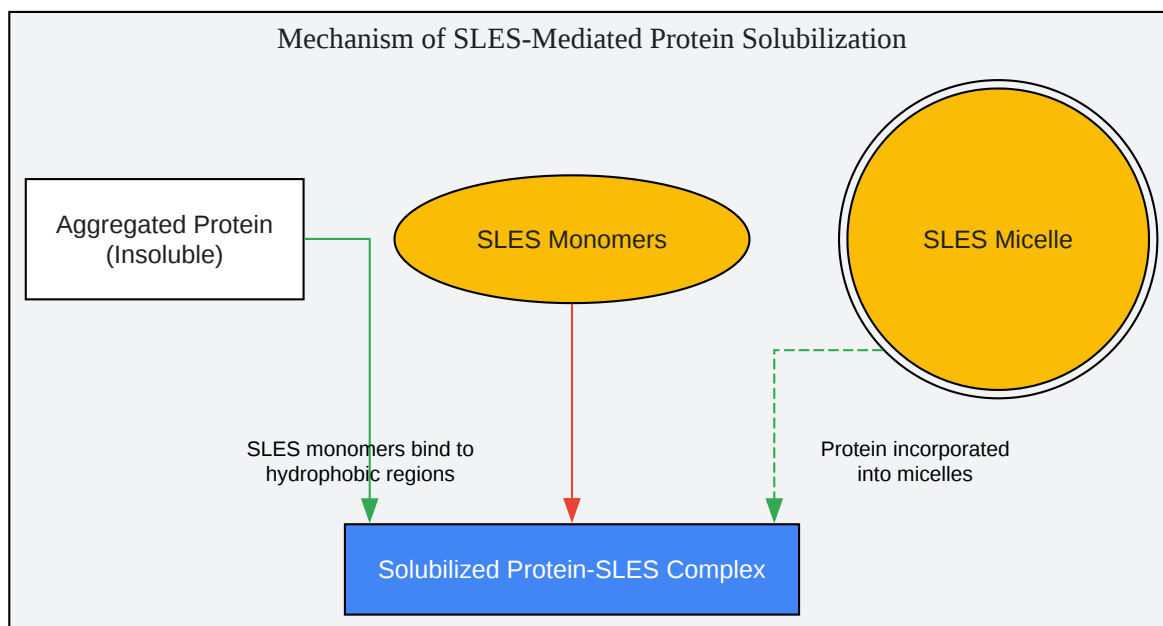 Mechanism of SLES-Mediated Protein Solubilization
Aggregated Protein
(Insoluble)
SLES Monomers
SLES Micelle
SLES monomers bind to
hydrophobic regions
Protein incorporated
into micelles
Solubilized Protein-SLES Complex